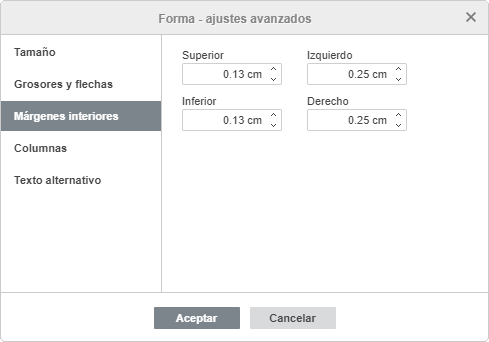 Forma - ajustes avanzados
Tamaño
Grosores y flechas
Márgenes interiores
Columnas
Texto alternativo
Superior
Izquierdo
0.13 cm
0.25 cm
Inferior
Derecho
0.13 cm
0.25 cm
Aceptar
Cancelar